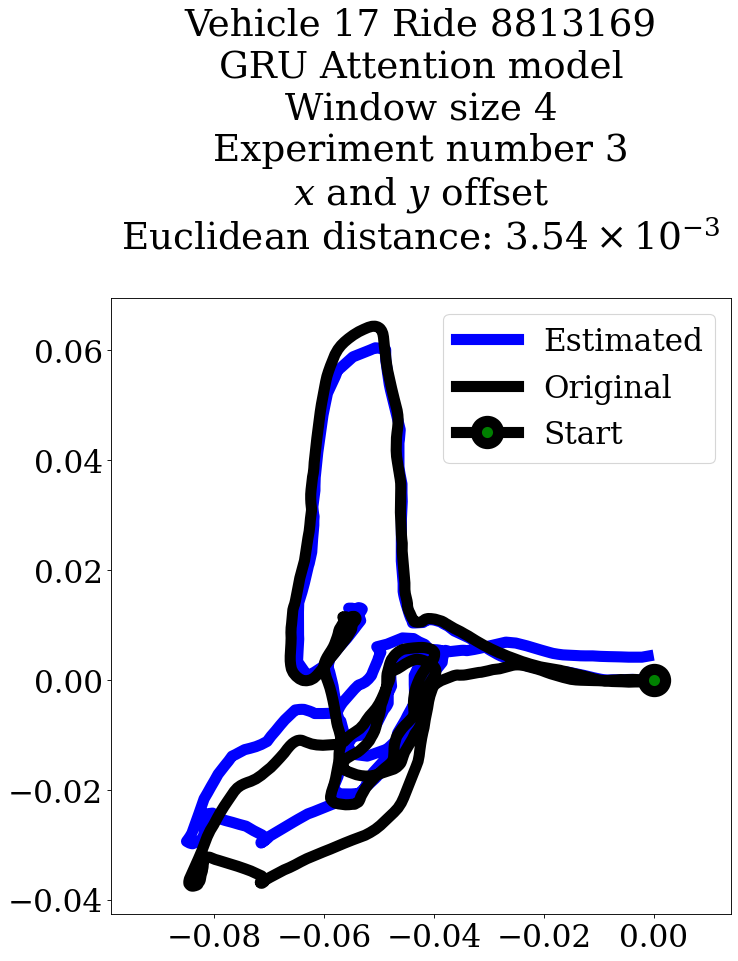 Vehicle 17 Ride 8813169
GRU Attention model
Window size 4
Experiment number 3
x and y offset
Euclidean distance: 3.54 × 10⁻³
Estimated
Original
Start
0.06
0.04
0.02
0.00
−0.02
−0.04
−0.08 −0.06 −0.04 −0.02 0.00